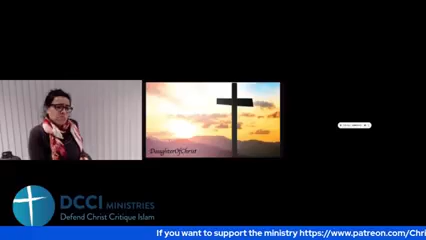 DaughterOfChrist
DCCI MINISTRIES
Defend Christ Critique Islam
If you want to support the ministry https://www.patreon.com/Chri